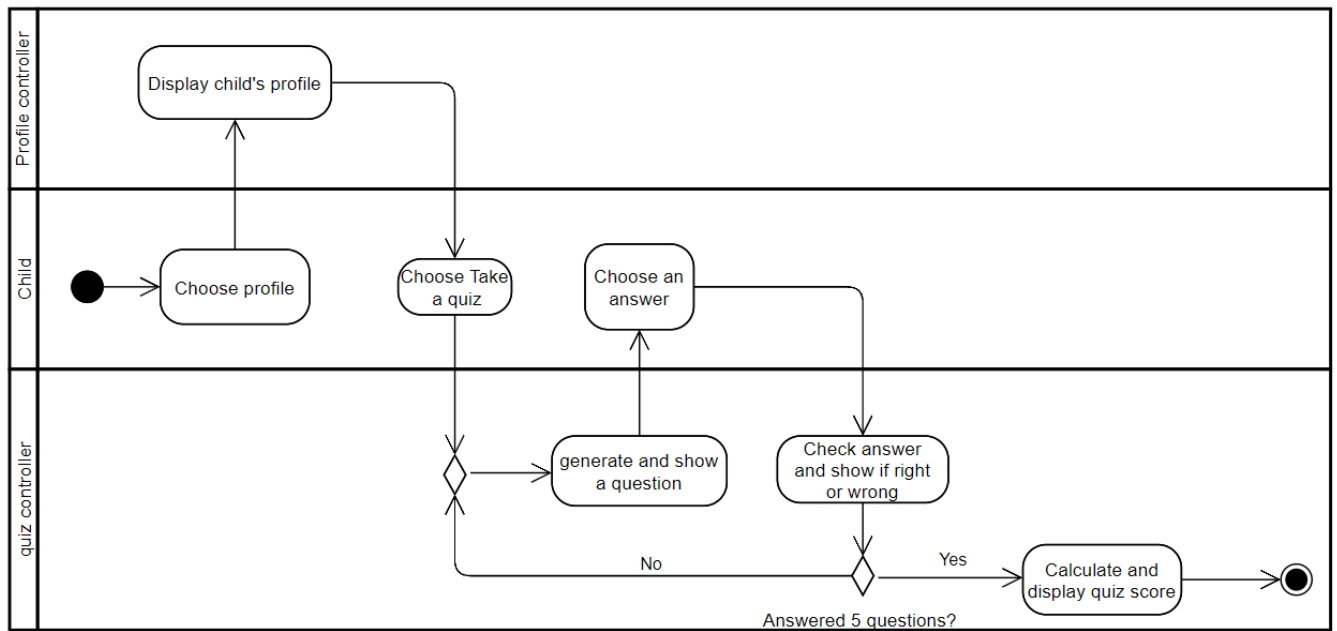 Profile controller
Display child's profile
Child
Choose profile
Choose Take
a quiz
Choose an
answer
quiz controller
generate and show
a question
Check answer
and show if right
or wrong
No
Yes
Calculate and
display quiz score
Answered 5 questions?